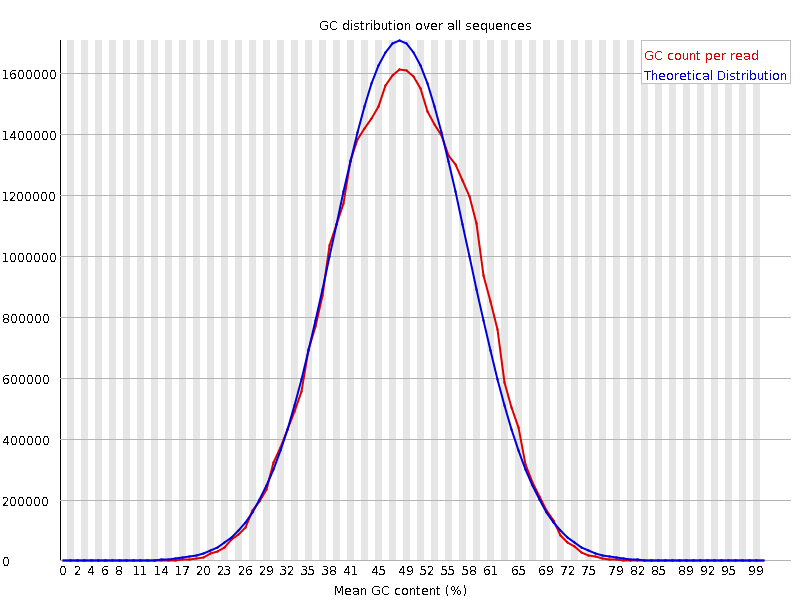 GC distribution over all sequences
GC count per read
Theoretical Distribution
1600000
1400000
1200000
1000000
800000
600000
400000
200000
0
0 2 4 6 8 11 14 17 20 23 26 29 32 35 38 41 45 49 52 55 58 61 65 69 72 75 79 82 85 89 92 95 99
Mean GC content (%)